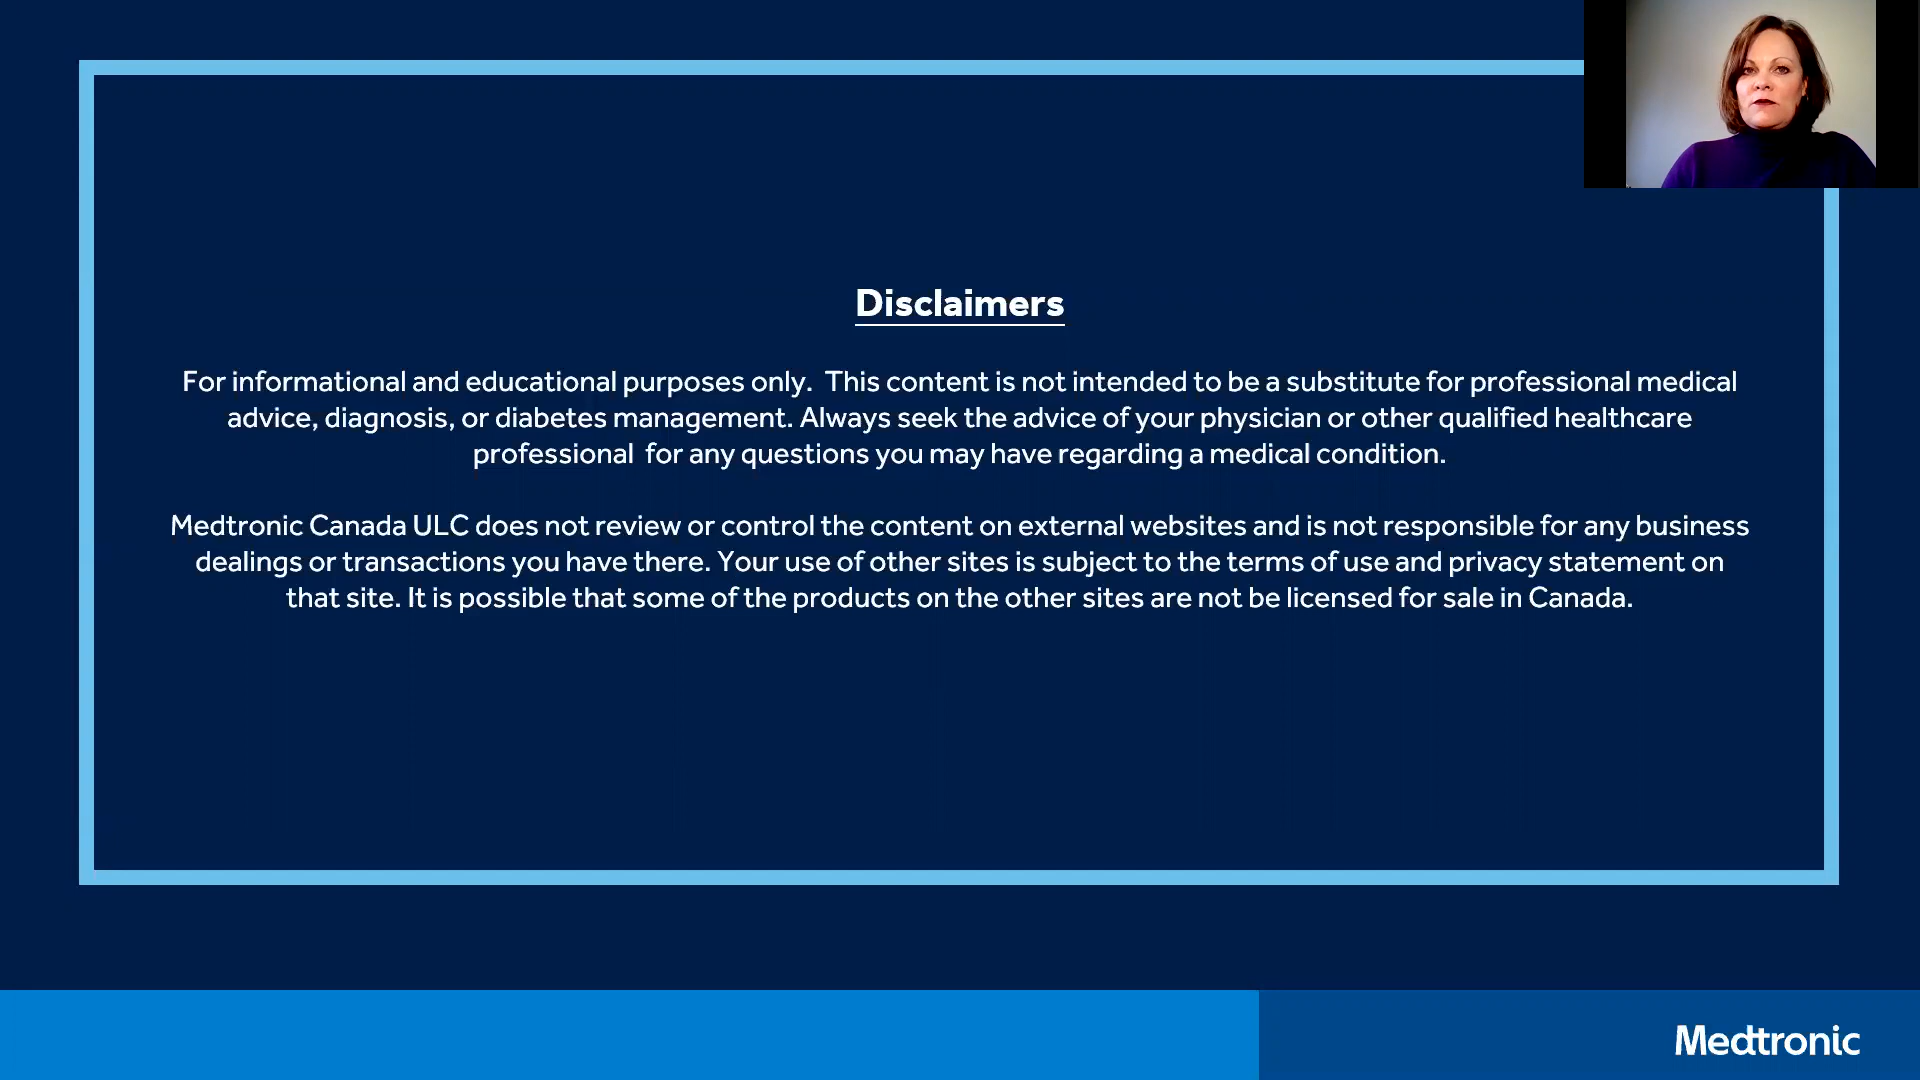 Disclaimers
For informational and educational purposes only.  This content is not intended to be a substitute for professional medical
advice, diagnosis, or diabetes management. Always seek the advice of your physician or other qualified healthcare
professional  for any questions you may have regarding a medical condition.
Medtronic Canada ULC does not review or control the content on external websites and is not responsible for any business
dealings or transactions you have there. Your use of other sites is subject to the terms of use and privacy statement on
that site. It is possible that some of the products on the other sites are not be licensed for sale in Canada.
Medtronic